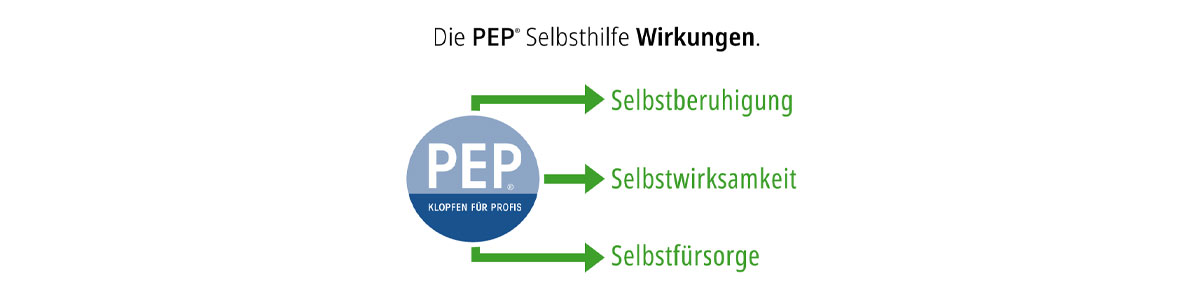 Die PEP® Selbsthilfe Wirkungen.
Selbstberuhigung
PEP®
KLOPFEN FÜR PROFIS
Selbstwirksamkeit
Selbstfürsorge